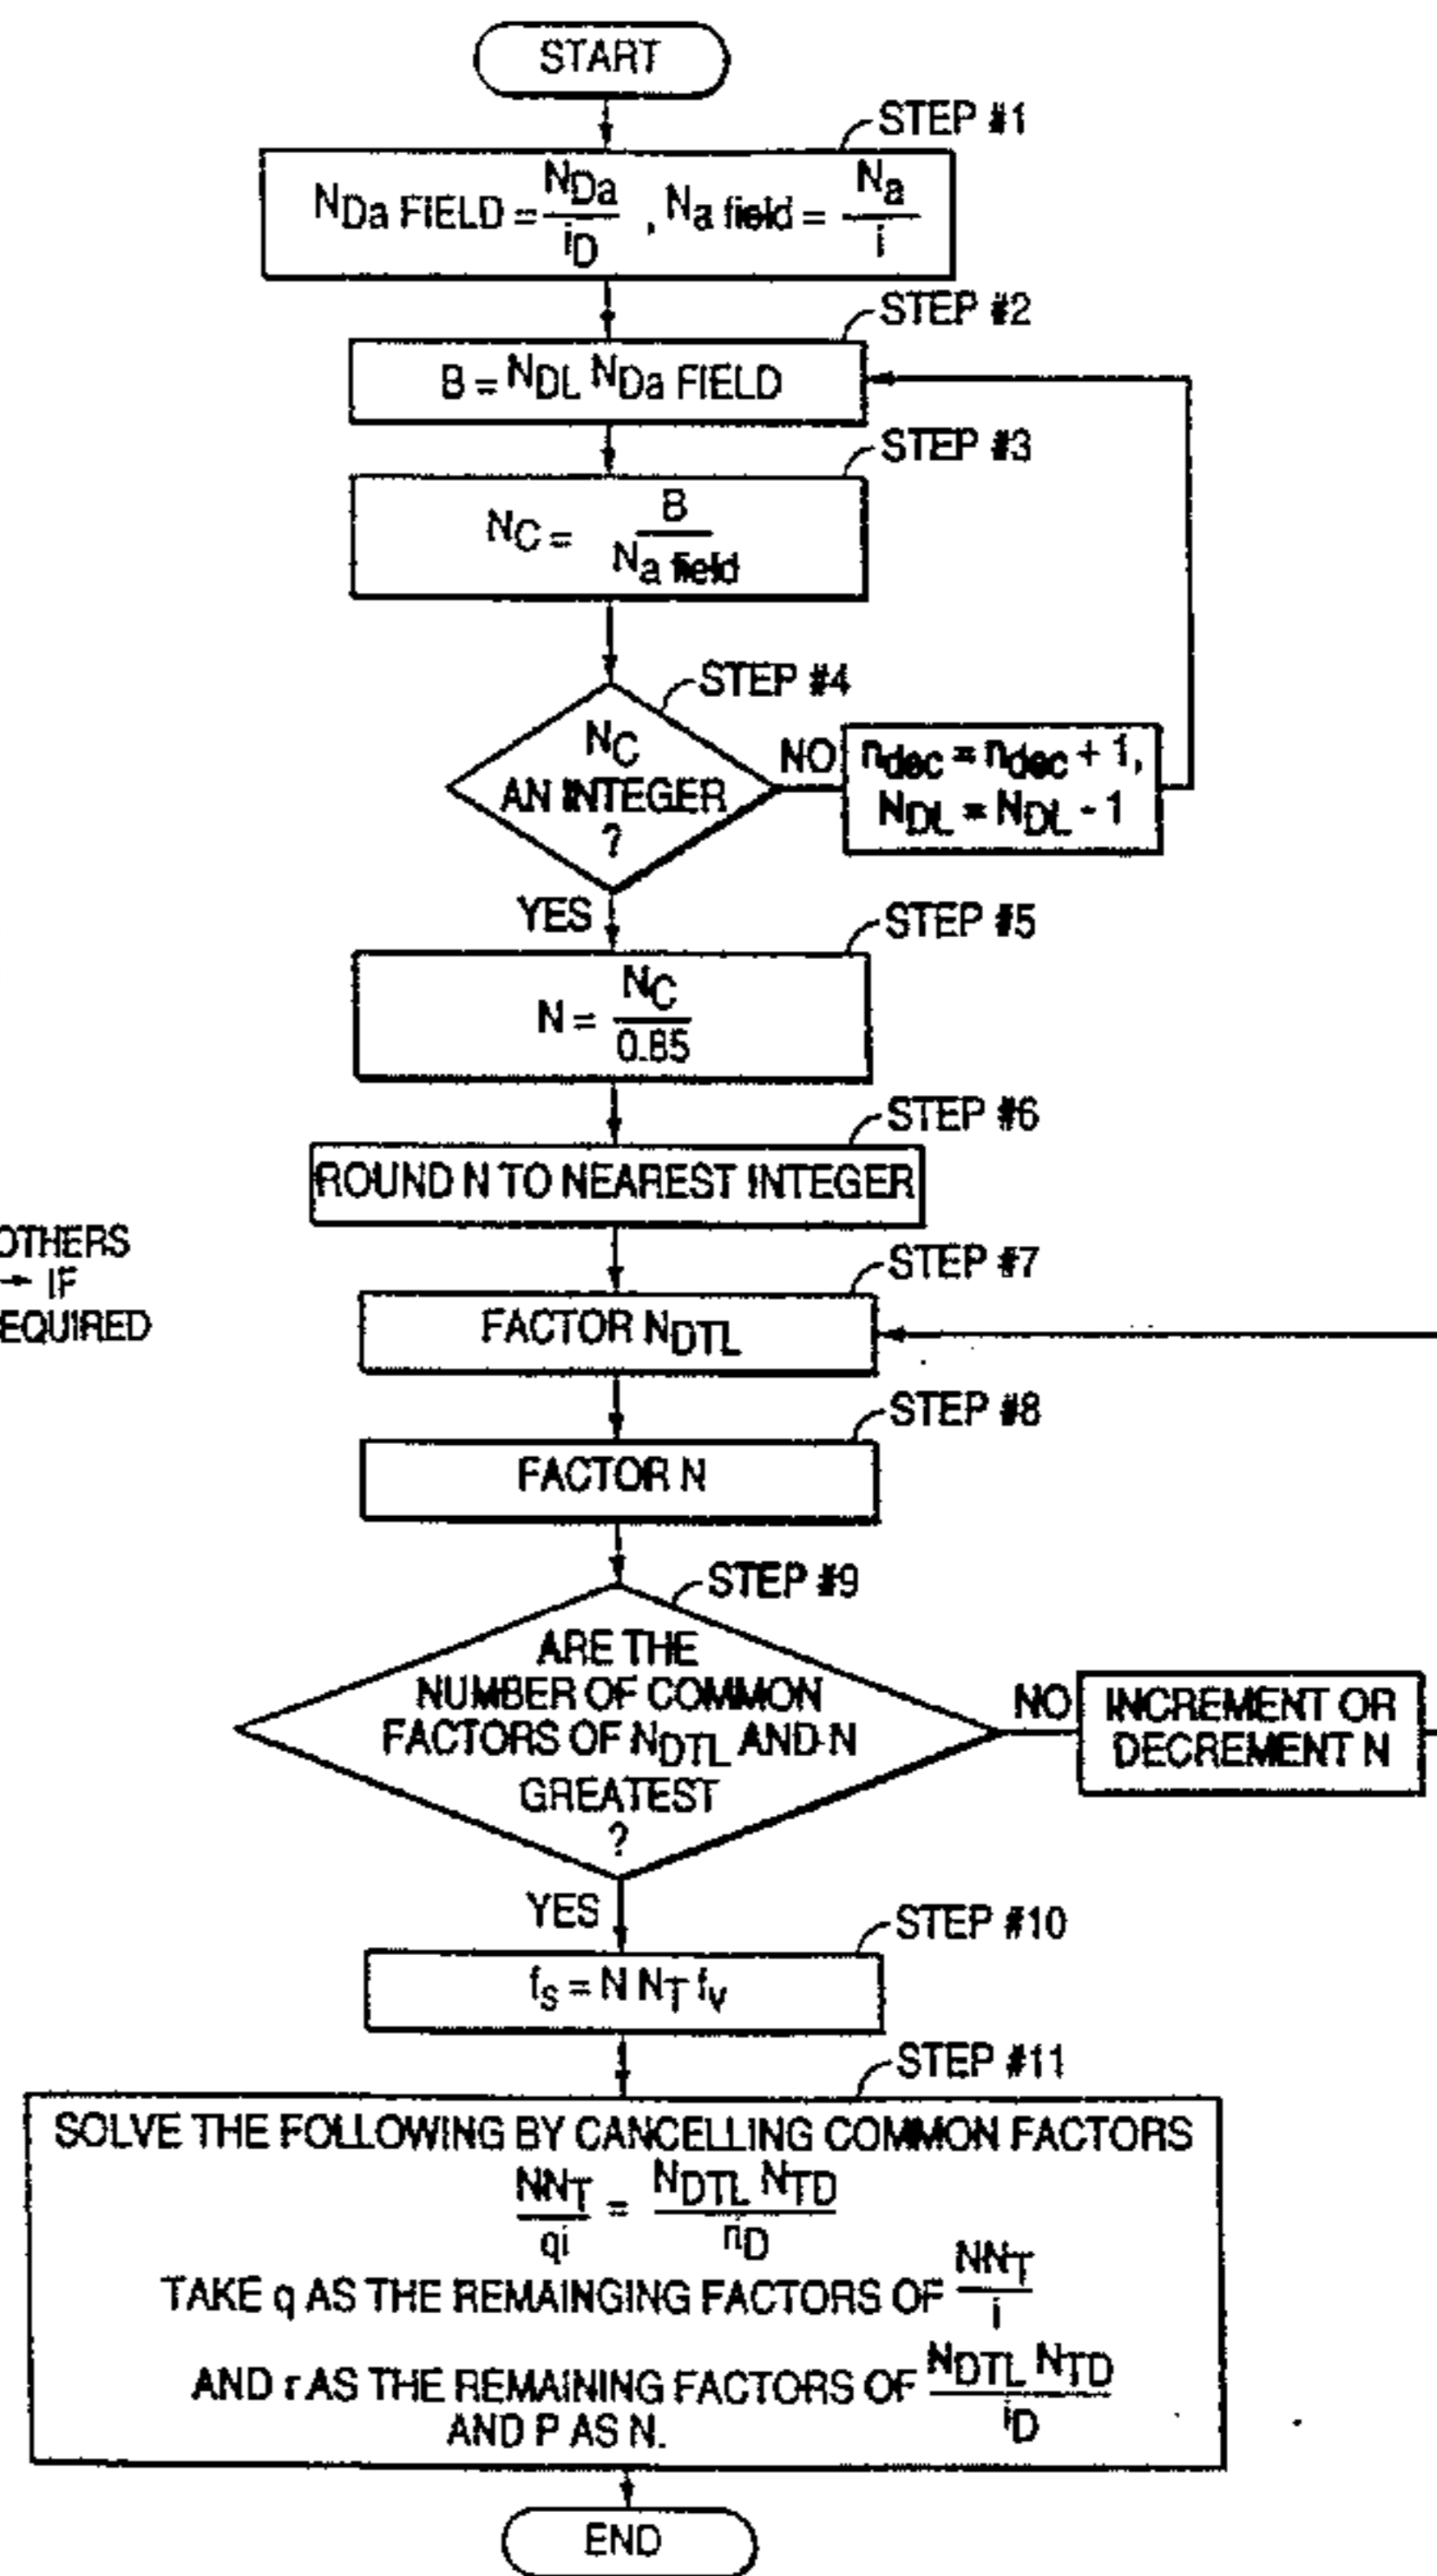 START
STEP #1
N_Da FIELD = N_Da / i_D , N_a field = N_a / i
STEP #2
B = N_DL N_Da FIELD
STEP #3
N_C = B / N_a field
STEP #4
N_C
AN INTEGER
?
NO
n_dec = n_dec + 1,
N_DL = N_DL - 1
YES
STEP #5
N = N_C / 0.85
STEP #6
ROUND N TO NEAREST INTEGER
OTHERS
→ IF
EQUIRED
STEP #7
FACTOR N_DTL
STEP #8
FACTOR N
STEP #9
ARE THE
NUMBER OF COMMON
FACTORS OF N_DTL AND N
GREATEST
?
NO
INCREMENT OR
DECREMENT N
YES
STEP #10
f_s = N N_T f_v
STEP #11
SOLVE THE FOLLOWING BY CANCELLING COMMON FACTORS
NN_T / qi = N_DTL N_TD / n_D
TAKE q AS THE REMAINGING FACTORS OF NN_T / i
AND r AS THE REMAINING FACTORS OF N_DTL N_TD / i_D
AND P AS N.
END